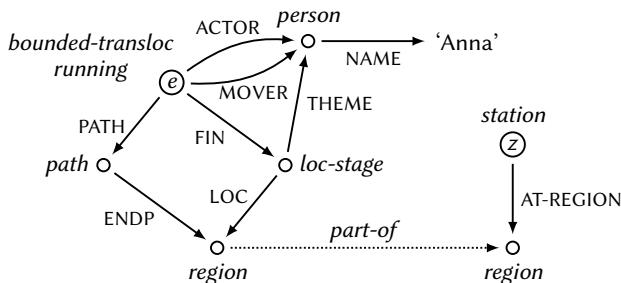 person
bounded-transloc
running
ACTOR
NAME
‘Anna’
e
MOVER
THEME
PATH
FIN
station
z
path
loc-stage
LOC
ENDP
AT-REGION
part-of
region
region